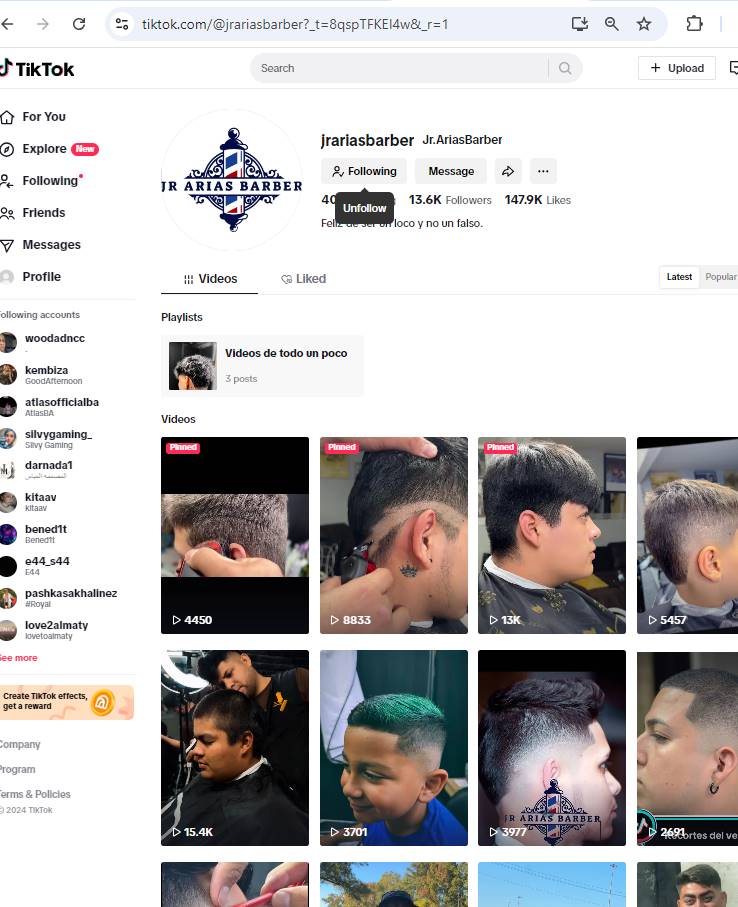 tiktok.com/@jrariasbarber?_t=8qspTFKEl4w&_r=1
TikTok
Search
Upload
For You
Explore New
Following
Friends
Messages
Profile
Following accounts
woodadncc
kembiza
GoodAfternoon
atlasofficialba
AtlasBA
silvygaming_
Silvy Gaming
darnada1
kitaav
kitaav
bened1t
Bened1t
e44_s44
E44
pashkasakhalinez
#Royal
love2almaty
lovetoalmaty
See more
Create TikTok effects,
get a reward
Company
Program
Terms & Policies
© 2024 TikTok
JR ARIAS BARBER
jrariasbarber Jr.AriasBarber
Following Message
Unfollow
13.6K Followers 147.9K Likes
Feliz de ser un loco y no un falso.
Videos Liked
Latest Popular
Playlists
Videos de todo un poco
3 posts
Videos
Pinned Pinned Pinned
4450 8833 13K 5457
JR ARIAS BARBER
15.4K 3701 3977 2691
Recortes del ve